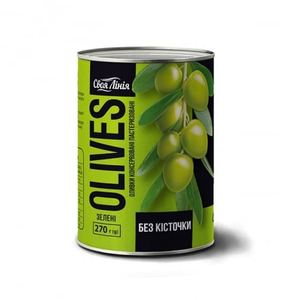 Своя Лінія
OLIVES
ОЛИВКИ КОНСЕРВОВАНІ ПАСТЕРИЗОВАНІ
ЗЕЛЕНІ
270 г (g)
БЕЗ КІСТОЧКИ